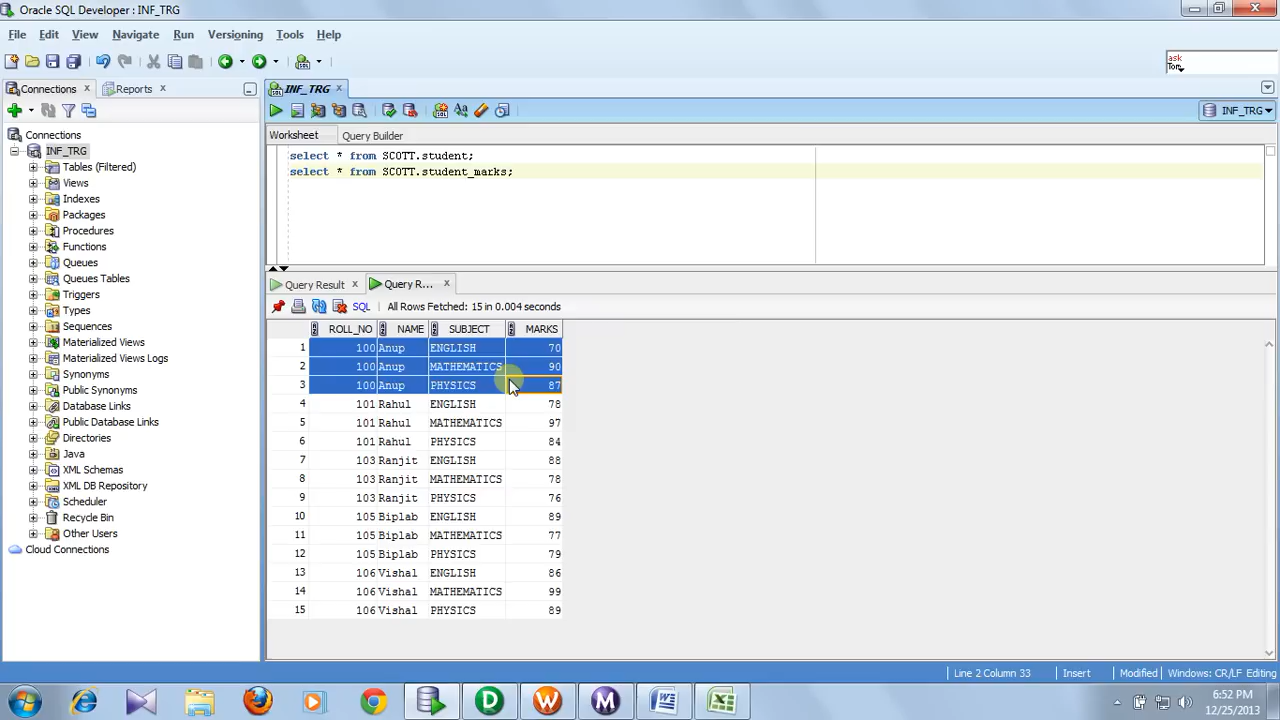 Oracle SQL Developer : INF_TRG
File Edit View Navigate Run Versioning Tools Help
ask
Tom
Connections Reports INF_TRG
INF_TRG
Worksheet Query Builder
Connections
INF_TRG
Tables (Filtered)
Views
Indexes
Packages
Procedures
Functions
Queues
Queues Tables
Triggers
Types
Sequences
Materialized Views
Materialized Views Logs
Synonyms
Public Synonyms
Database Links
Public Database Links
Directories
Java
XML Schemas
XML DB Repository
Scheduler
Recycle Bin
Other Users
Cloud Connections
select * from SCOTT.student;
select * from SCOTT.student_marks;
Query Result Query R...
SQL All Rows Fetched: 15 in 0.004 seconds
ROLL_NO NAME SUBJECT MARKS
1 100 Anup ENGLISH 70
2 100 Anup MATHEMATICS 90
3 100 Anup PHYSICS 87
4 101 Rahul ENGLISH 78
5 101 Rahul MATHEMATICS 97
6 101 Rahul PHYSICS 84
7 103 Ranjit ENGLISH 88
8 103 Ranjit MATHEMATICS 78
9 103 Ranjit PHYSICS 76
10 105 Biplab ENGLISH 89
11 105 Biplab MATHEMATICS 77
12 105 Biplab PHYSICS 79
13 106 Vishal ENGLISH 86
14 106 Vishal MATHEMATICS 99
15 106 Vishal PHYSICS 89
Line 2 Column 33 Insert Modified Windows: CR/LF Editing
D W M
6:52 PM
12/25/2013